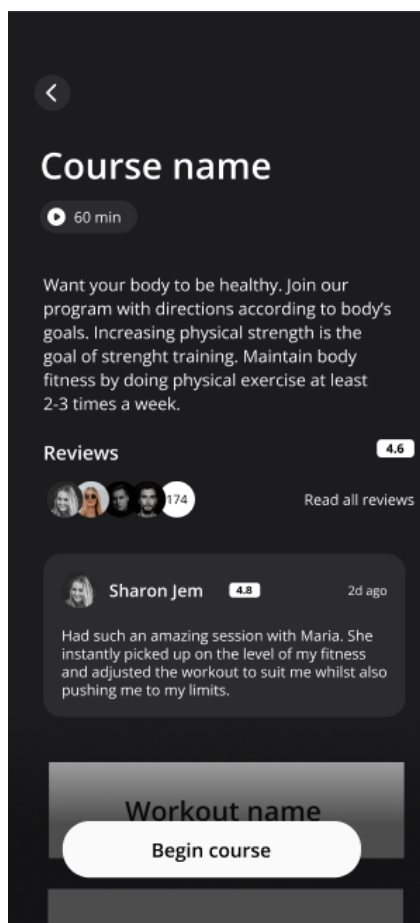 Course name
60 min
Want your body to be healthy. Join our
program with directions according to body's
goals. Increasing physical strength is the
goal of strenght training. Maintain body
fitness by doing physical exercise at least
2-3 times a week.
Reviews
4.6
174
Read all reviews
Sharon Jem
4.8
2d ago
Had such an amazing session with Maria. She
instantly picked up on the level of my fitness
and adjusted the workout to suit me whilst also
pushing me to my limits.
Workout name
Begin course